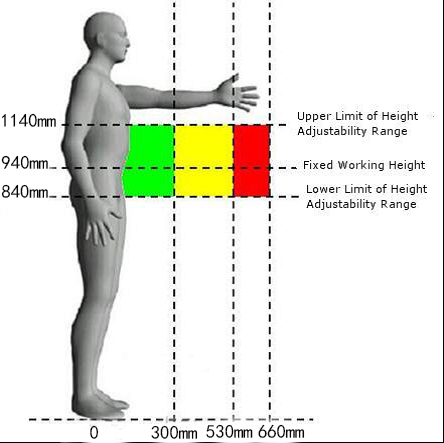 1140mm
Upper Limit of Height
Adjustability Range
940mm
Fixed Working Height
840mm
Lower Limit of Height
Adjustability Range
0 300mm 530mm 660mm